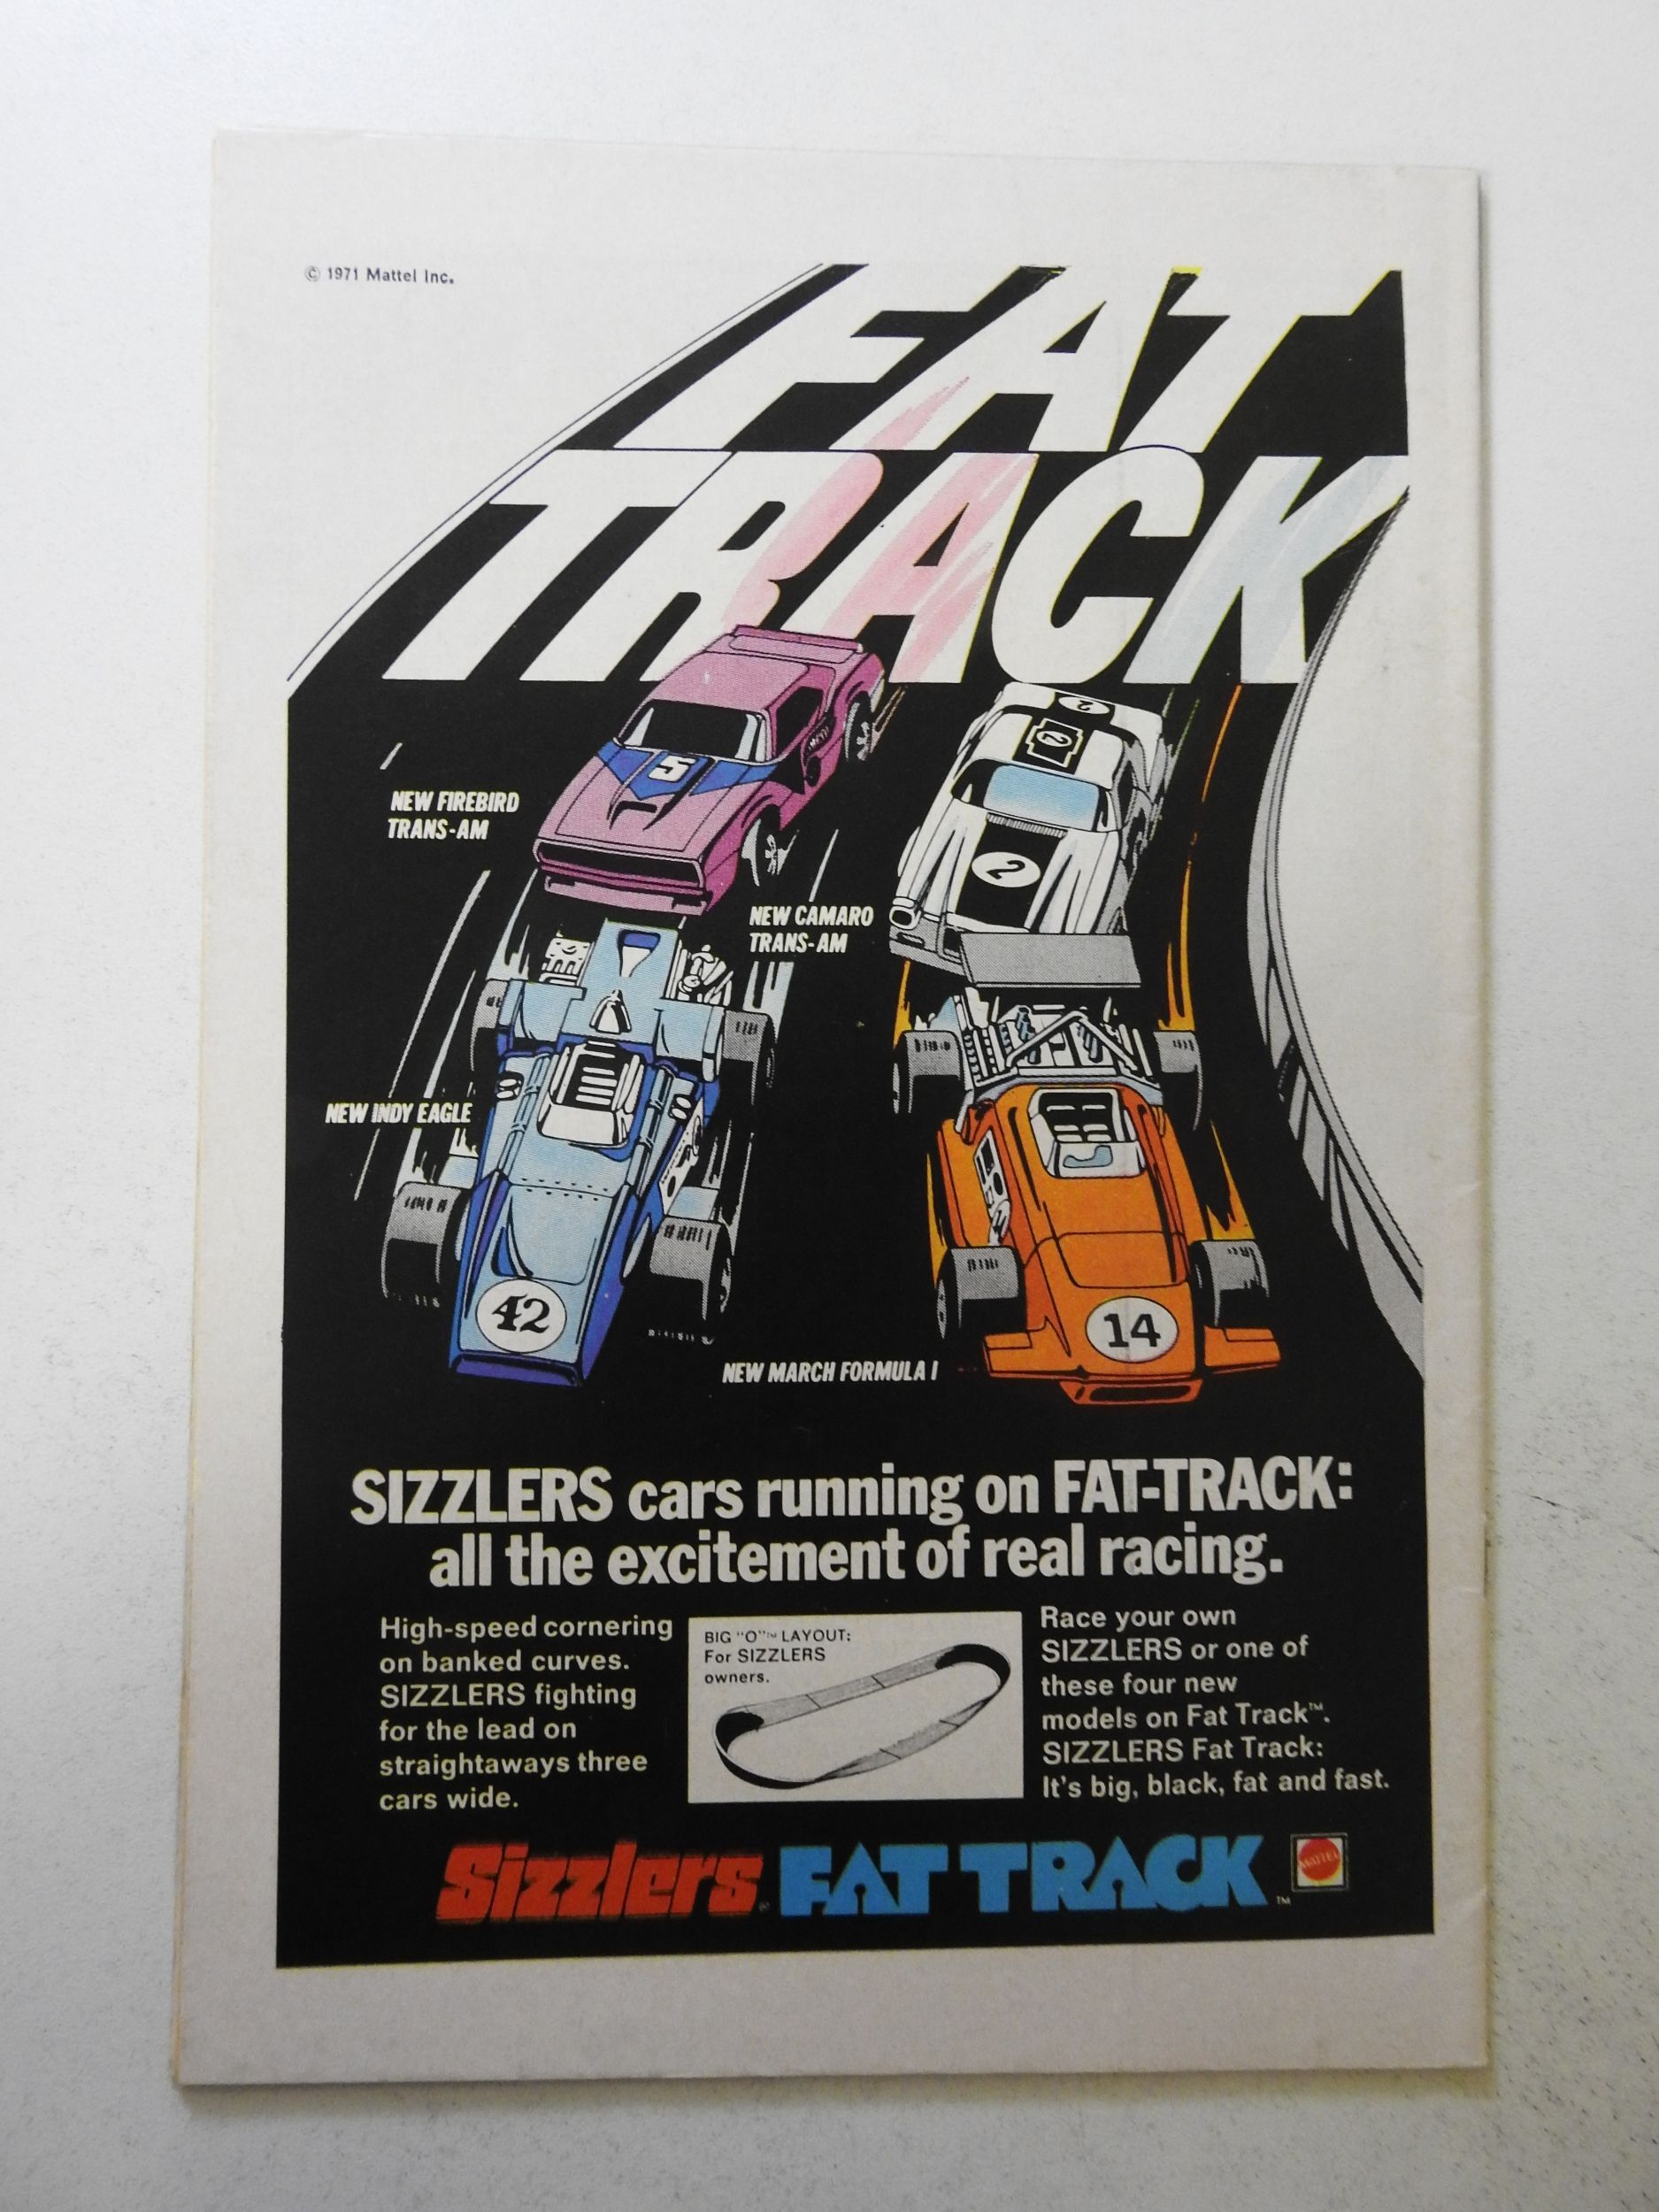 © 1971 Mattel Inc.
FAT
TRACK
2
2
5
NEW FIREBIRD
TRANS-AM
2
NEW CAMARO
TRANS-AM
NEW INDY EAGLE
42
14
NEW MARCH FORMULA I
SIZZLERS cars running on FAT-TRACK:
all the excitement of real racing.
High-speed cornering
on banked curves.
SIZZLERS fighting
for the lead on
straightaways three
cars wide.
BIG "O"™ LAYOUT:
For SIZZLERS
owners.
Race your own
SIZZLERS or one of
these four new
models on Fat Track™.
SIZZLERS Fat Track:
It's big, black, fat and fast.
Sizzlers® FAT TRACK™
MATTEL